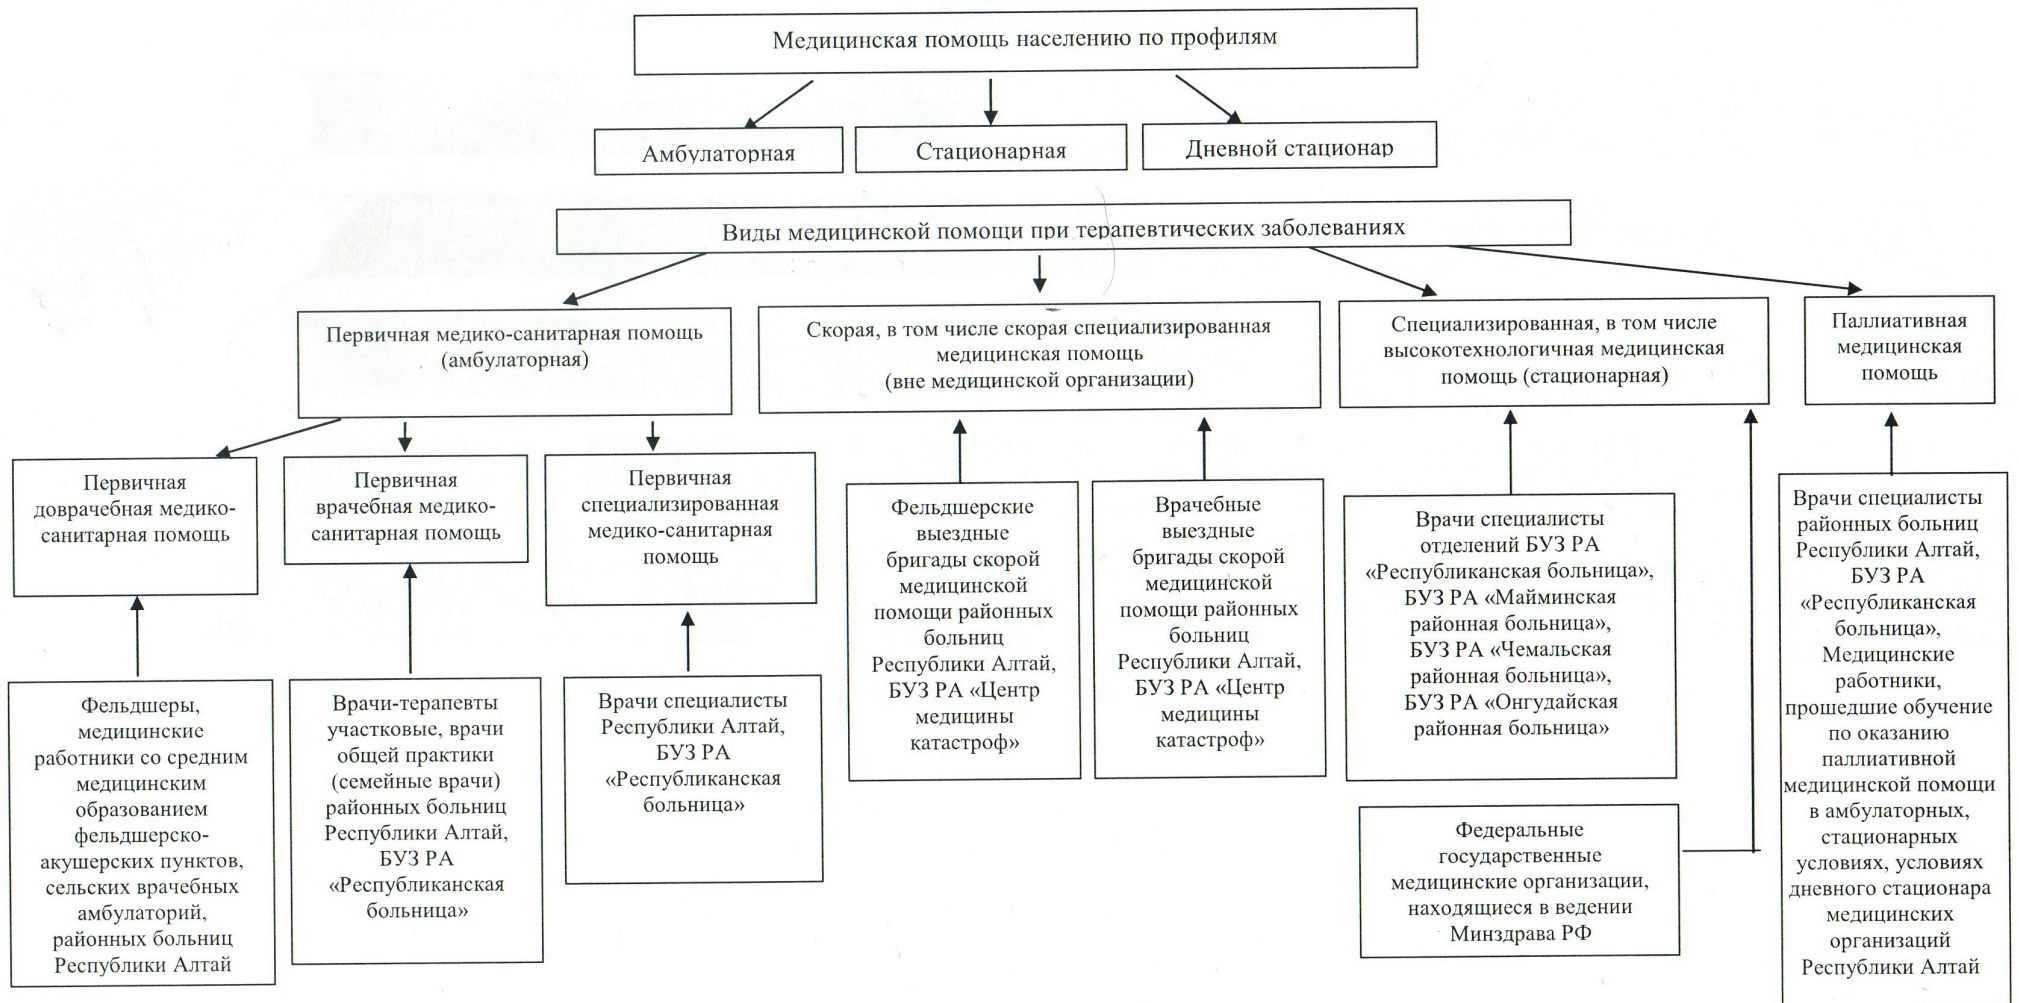 Медицинская помощь населению по профилям
Амбулаторная
Стационарная
Дневной стационар
Виды медицинской помощи при терапевтических заболеваниях
Первичная медико-санитарная помощь
(амбулаторная)
Скорая, в том числе скорая специализированная
медицинская помощь
(вне медицинской организации)
Специализированная, в том числе
высокотехнологичная медицинская
помощь (стационарная)
Паллиативная
медицинская
помощь
Первичная
доврачебная медико-
санитарная помощь
Первичная
врачебная медико-
санитарная помощь
Первичная
специализированная
медико-санитарная
помощь
Фельдшерские
выездные
бригады скорой
медицинской
помощи районных
больниц
Республики Алтай,
БУЗ РА «Центр
медицины
катастроф»
Врачебные
выездные
бригады скорой
медицинской
помощи районных
больниц
Республики Алтай,
БУЗ РА «Центр
медицины
катастроф»
Врачи специалисты
отделений БУЗ РА
«Республиканская больница»,
БУЗ РА «Майминская
районная больница»,
БУЗ РА «Чемальская
районная больница»,
БУЗ РА «Онгудайская
районная больница»
Врачи специалисты
районных больниц
Республики Алтай,
БУЗ РА
«Республиканская
больница»,
Медицинские
работники,
прошедшие обучение
по оказанию
паллиативной
медицинской помощи
в амбулаторных,
стационарных
условиях, условиях
дневного стационара
медицинских
организаций
Республики Алтай
Фельдшеры,
медицинские
работники со средним
медицинским
образованием
фельдшерско-
акушерских пунктов,
сельских врачебных
амбулаторий,
районных больниц
Республики Алтай
Врачи-терапевты
участковые, врачи
общей практики
(семейные врачи)
районных больниц
Республики Алтай,
БУЗ РА
«Республиканская
больница»
Врачи специалисты
Республики Алтай,
БУЗ РА
«Республиканская
больница»
Федеральные
государственные
медицинские организации,
находящиеся в ведении
Минздрава РФ